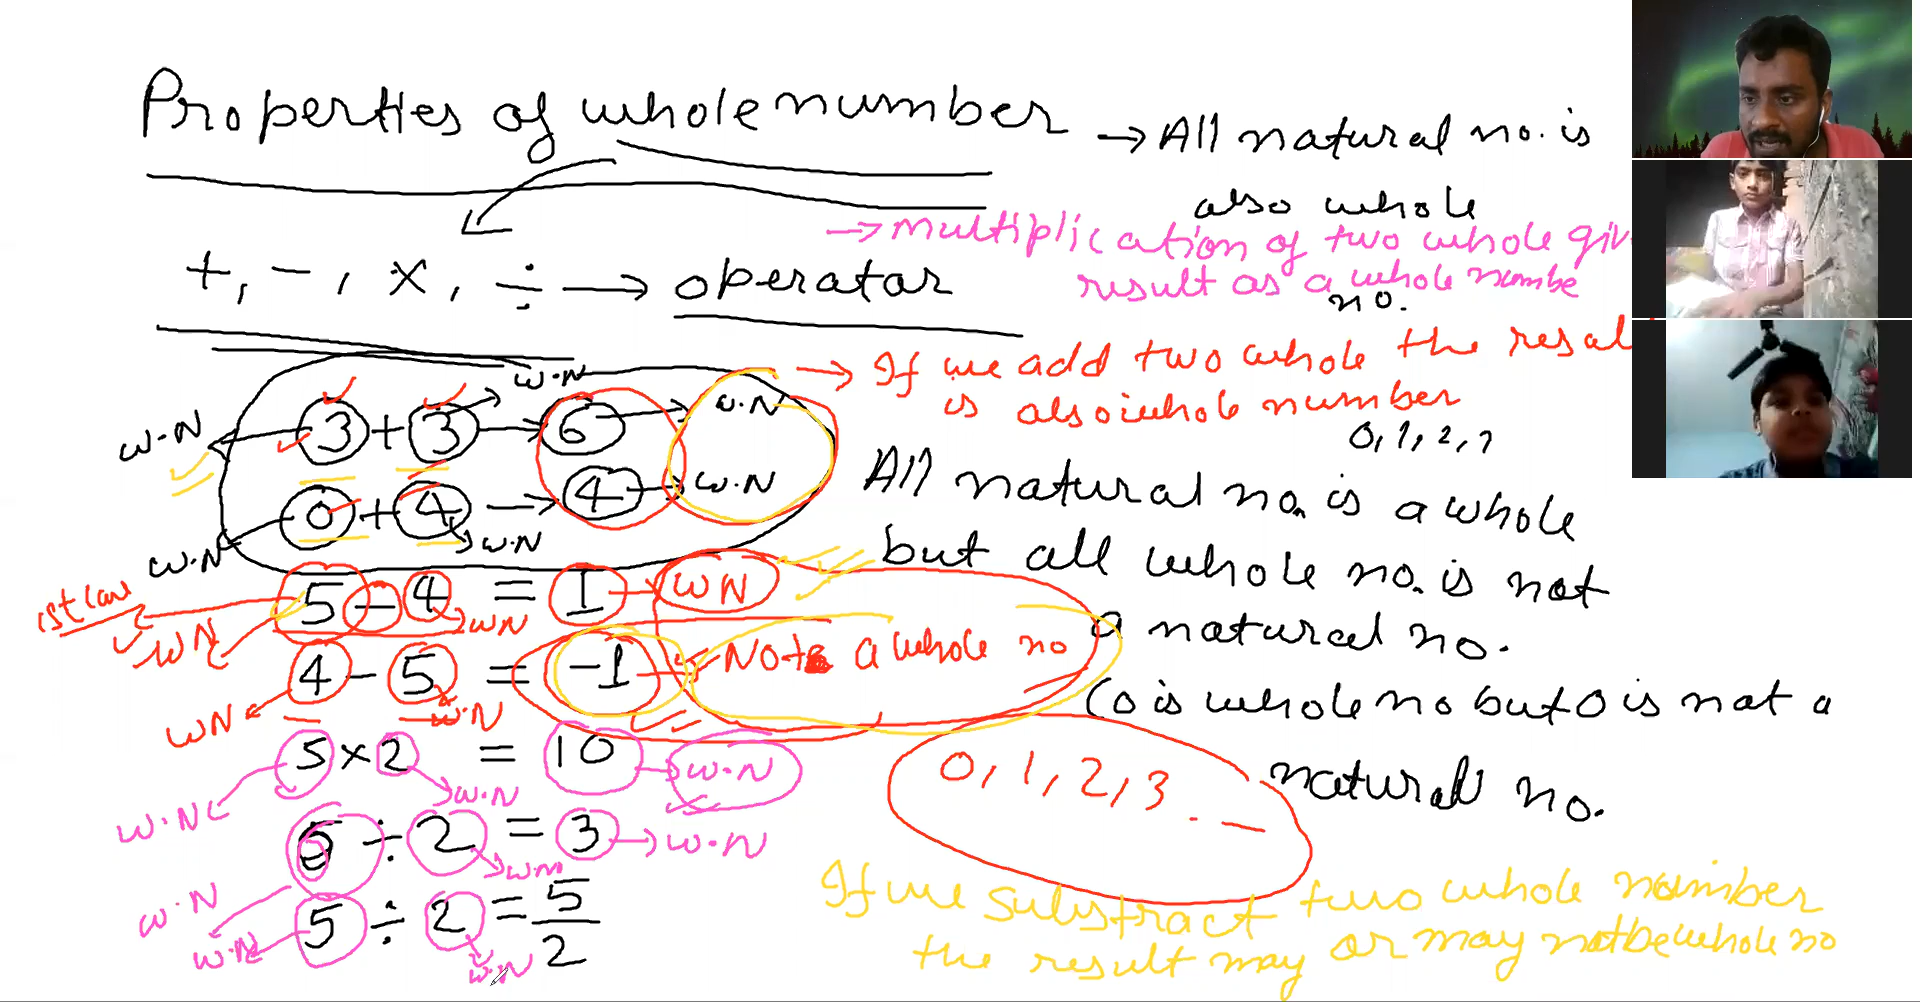 Properties of whole number → All natural no. is
also whole
no.
→ multiplication of two whole giv
result as a whole numbe
+, -, ×, ÷ → operator
→ If we add two whole the resul
is also whole number
0, 1, 2, 3
w.N
w.N 3 + 3 → 6 → w.N
0 + 4 → 4 → w.N
w.N w.N
All natural no. is a whole
but all whole no. is not
a natural no.
(0 is whole no but 0 is not a
natural no.
1st law 5 - 4 = 1 → WN
WN WN
4 - 5 = -1 → Not a whole no
WN w.N
5 × 2 = 10 → w.N
w.N w.N
0, 1, 2, 3 . —
÷ 2 = 3 → w.N
w.N w.N
5 ÷ 2 = 5/2
w.N w.N
If we substract two whole number
the result may or may not be whole no